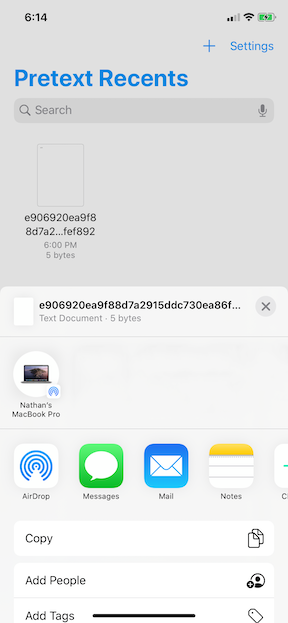 6:14
+ Settings
Pretext Recents
Search
e906920ea9f8
8d7a2...fef892
6:00 PM
5 bytes
e906920ea9f88d7a2915ddc730ea86f...
Text Document · 5 bytes
Nathan's
MacBook Pro
AirDrop Messages Mail Notes
Copy
Add People
Add Tags